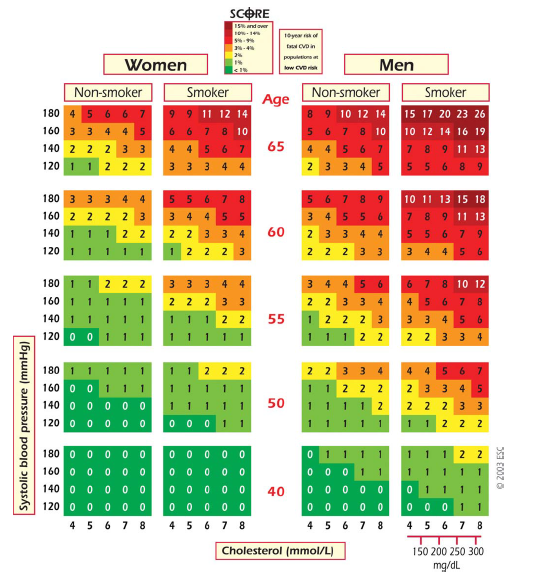 SCORE
15% and over
10% - 14%
5% - 9%
3% - 4%
2%
1%
< 1%
10-year risk of
fatal CVD in
populations at
low CVD risk
Women
Men
Non-smoker Smoker Age Non-smoker Smoker
180 4 5 6 6 7 9 9 11 12 14 8 9 10 12 14 15 17 20 23 26
160 3 3 4 4 5 6 6 7 8 10 5 6 7 8 10 10 12 14 16 19
65
140 2 2 2 3 3 4 4 5 6 7 4 4 5 6 7 7 8 9 11 13
120 1 1 2 2 2 3 3 3 4 4 2 3 3 4 5 5 5 6 8 9
180 3 3 3 4 4 5 5 6 7 8 5 6 7 8 9 10 11 13 15 18
160 2 2 2 2 3 3 4 4 5 5 3 4 5 5 6 7 8 9 11 13
60
140 1 1 1 2 2 2 2 3 3 4 2 3 3 4 4 5 5 6 7 9
120 1 1 1 1 1 1 2 2 2 3 2 2 2 3 3 3 4 4 5 6
180 1 1 2 2 2 3 3 3 4 4 3 4 4 5 6 6 7 8 10 12
160 1 1 1 1 1 2 2 2 3 3 2 2 3 3 4 4 5 6 7 8
55
140 1 1 1 1 1 1 1 1 2 2 1 2 2 2 3 3 3 4 5 6
120 0 0 1 1 1 1 1 1 1 1 1 1 1 2 2 2 2 3 3 4
180 1 1 1 1 1 1 1 2 2 2 2 2 3 3 4 4 4 5 6 7
160 0 0 1 1 1 1 1 1 1 1 1 1 2 2 2 2 3 3 4 5
50
140 0 0 0 0 0 1 1 1 1 1 1 1 1 1 2 2 2 2 3 3
120 0 0 0 0 0 0 0 0 1 1 1 1 1 1 1 1 1 2 2 2
180 0 0 0 0 0 0 0 0 0 0 0 1 1 1 1 1 1 1 2 2
160 0 0 0 0 0 0 0 0 0 0 0 0 0 1 1 1 1 1 1 1
40
140 0 0 0 0 0 0 0 0 0 0 0 0 0 0 0 0 1 1 1 1
120 0 0 0 0 0 0 0 0 0 0 0 0 0 0 0 0 0 0 1 1
4 5 6 7 8 4 5 6 7 8 4 5 6 7 8 4 5 6 7 8
Systolic blood pressure (mmHg)
Cholesterol (mmol/L)
150 200 250 300
mg/dL
© 2003 ESC